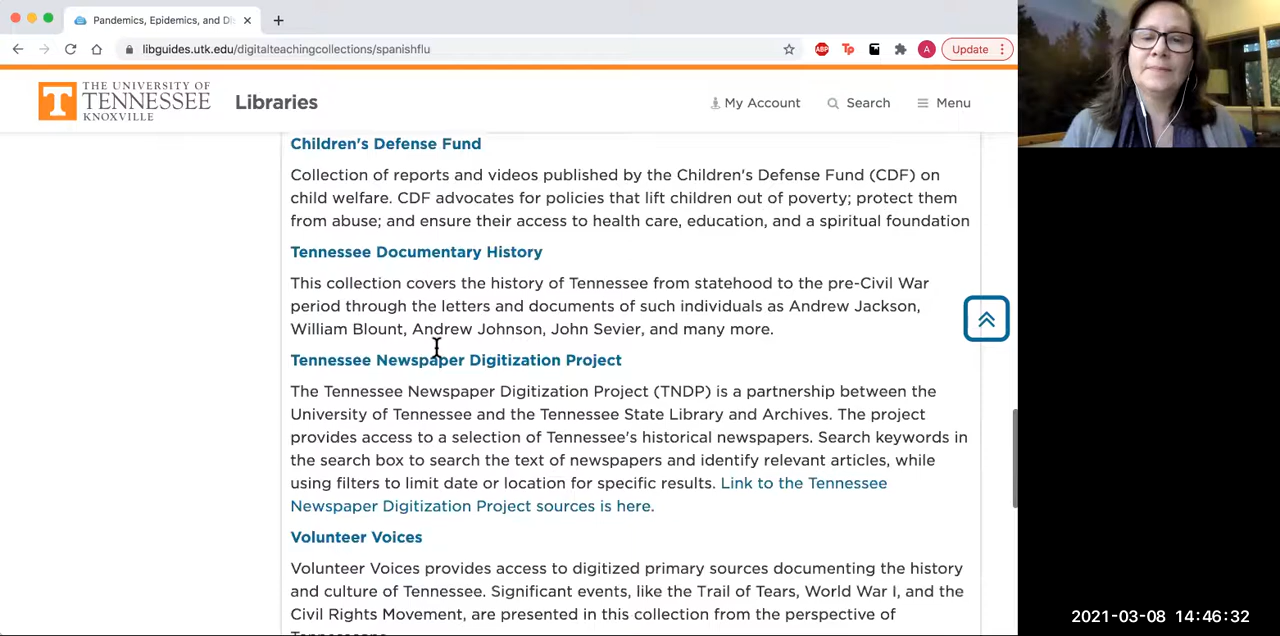 Pandemics, Epidemics, and Di
libguides.utk.edu/digitalteachingcollections/spanishflu
ABP
Tp
A
Update
T
THE UNIVERSITY OF
TENNESSEE
KNOXVILLE
Libraries
My Account
Search
Menu
Children's Defense Fund
Collection of reports and videos published by the Children's Defense Fund (CDF) on
child welfare. CDF advocates for policies that lift children out of poverty; protect them
from abuse; and ensure their access to health care, education, and a spiritual foundation
Tennessee Documentary History
This collection covers the history of Tennessee from statehood to the pre-Civil War
period through the letters and documents of such individuals as Andrew Jackson,
William Blount, Andrew Johnson, John Sevier, and many more.
Tennessee Newspaper Digitization Project
The Tennessee Newspaper Digitization Project (TNDP) is a partnership between the
University of Tennessee and the Tennessee State Library and Archives. The project
provides access to a selection of Tennessee's historical newspapers. Search keywords in
the search box to search the text of newspapers and identify relevant articles, while
using filters to limit date or location for specific results. Link to the Tennessee
Newspaper Digitization Project sources is here.
Volunteer Voices
Volunteer Voices provides access to digitized primary sources documenting the history
and culture of Tennessee. Significant events, like the Trail of Tears, World War I, and the
Civil Rights Movement, are presented in this collection from the perspective of
2021-03-08 14:46:32